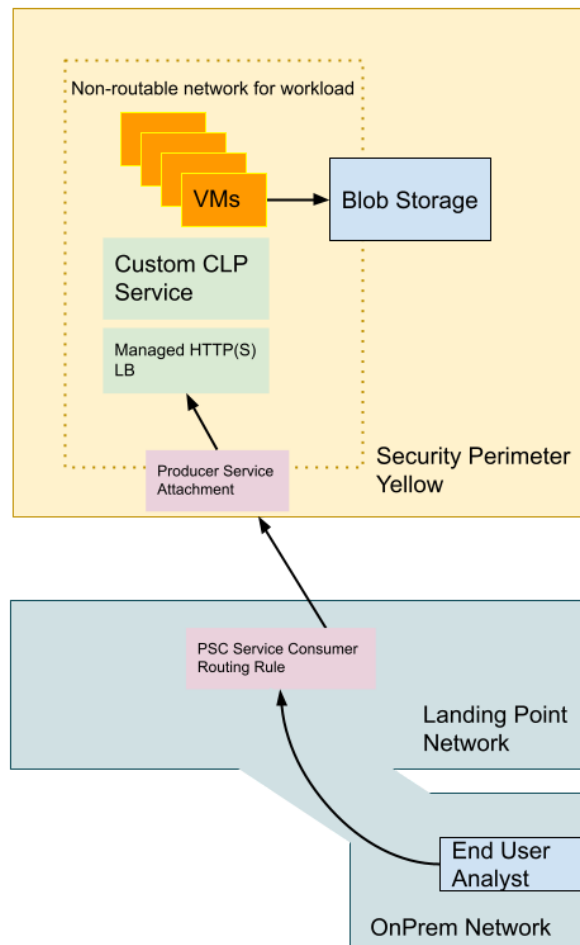 Non-routable network for workload
VMs
Blob Storage
Custom CLP
Service
Managed HTTP(S)
LB
Producer Service
Attachment
Security Perimeter
Yellow
PSC Service Consumer
Routing Rule
Landing Point
Network
End User
Analyst
OnPrem Network